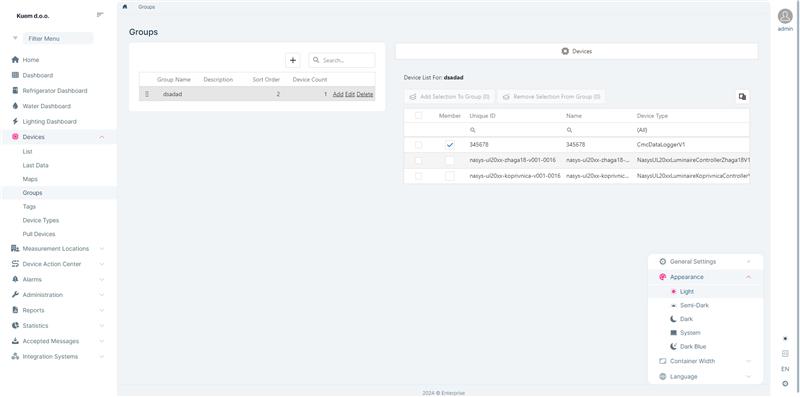 Kuem d.o.o.
Filter Menu
Home
Dashboard
Refrigerator Dashboard
Water Dashboard
Lighting Dashboard
Devices
List
Last Data
Maps
Groups
Tags
Device Types
Pull Devices
Measurement Locations
Device Action Center
Alarms
Administration
Reports
Statistics
Accepted Messages
Integration Systems
Groups
Groups
Search...
Group Name Description Sort Order Device Count
dsadad 2 1 Add Edit Delete
Devices
Device List For: dsadad
Add Selection To Group (0) Remove Selection From Group (0)
Member Unique ID Name Device Type
(All)
345678 345678 CmcDataLoggerV1
nasys-ul20xx-zhaga18-v001-0016 nasys-ul20xx-zhaga18-... NasysUL20xxLuminaireControllerZhaga18V1
nasys-ul20xx-koprivnica-v001-0016 nasys-ul20xx-koprivnic... NasysUL20xxLuminaireKoprivnicaControllerV
General Settings
Appearance
Light
Semi-Dark
Dark
System
Dark Blue
Container Width
Language
admin
EN
2024 © Enterprise